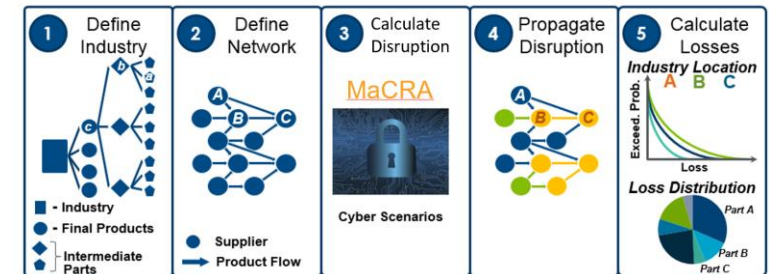 1 Define Industry
b
a
c
- Industry
- Final Products
Intermediate
Parts
2 Define Network
A
B
C
Supplier
Product Flow
3 Calculate Disruption
MaCRA
Cyber Scenarios
4 Propagate Disruption
A
B
C
5 Calculate Losses
Industry Location
A B C
Exceed. Prob.
Loss
Loss Distribution
Part A
Part B
Part C